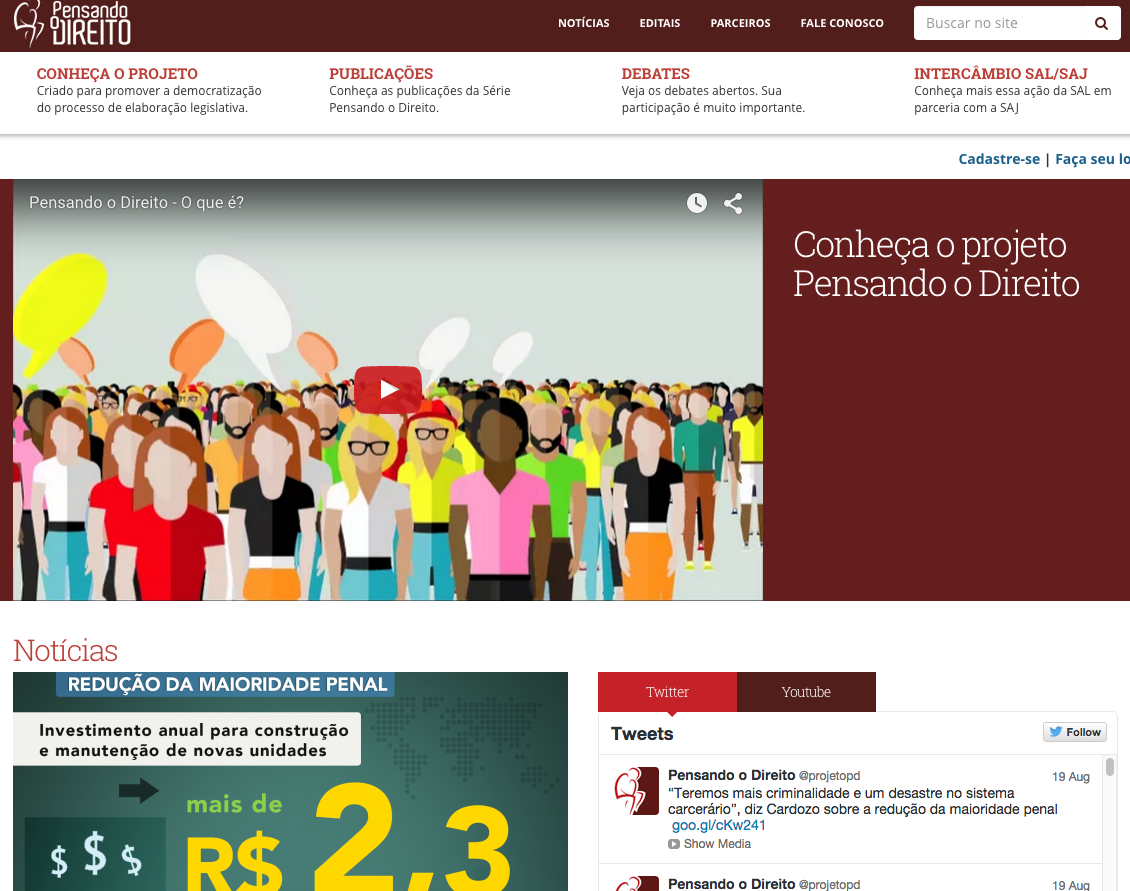 Pensando
O DIREITO
NOTÍCIAS
EDITAIS
PARCEIROS
FALE CONOSCO
Buscar no site
CONHEÇA O PROJETO
Criado para promover a democratização
do processo de elaboração legislativa.
PUBLICAÇÕES
Conheça as publicações da Série
Pensando o Direito.
DEBATES
Veja os debates abertos. Sua
participação é muito importante.
INTERCÂMBIO SAL/SAJ
Conheça mais essa ação da SAL em
parceria com a SAJ
Cadastre-se | Faça seu lo
Pensando o Direito - O que é?
Conheça o projeto
Pensando o Direito
Notícias
REDUÇÃO DA MAIORIDADE PENAL
Investimento anual para construção
e manutenção de novas unidades
mais de
R$ 2,3
$ $ $
Twitter
Youtube
Tweets
Follow
Pensando o Direito @projetopd 19 Aug
“Teremos mais criminalidade e um desastre no sistema
carcerário”, diz Cardozo sobre a redução da maioridade penal
goo.gl/cKw241
Show Media
Pensando o Direito @projetopd 19 Aug